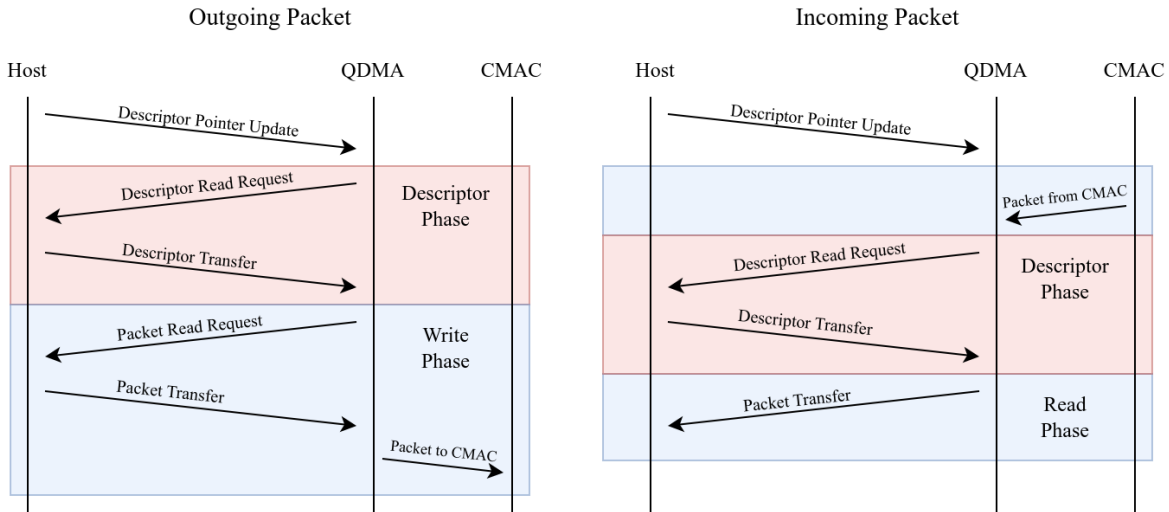 Outgoing Packet
Host
QDMA
CMAC
Descriptor Pointer Update
Descriptor Read Request
Descriptor
Phase
Descriptor Transfer
Packet Read Request
Write
Phase
Packet Transfer
Packet to CMAC
Incoming Packet
Host
QDMA
CMAC
Descriptor Pointer Update
Packet from CMAC
Descriptor Read Request
Descriptor
Phase
Descriptor Transfer
Packet Transfer
Read
Phase